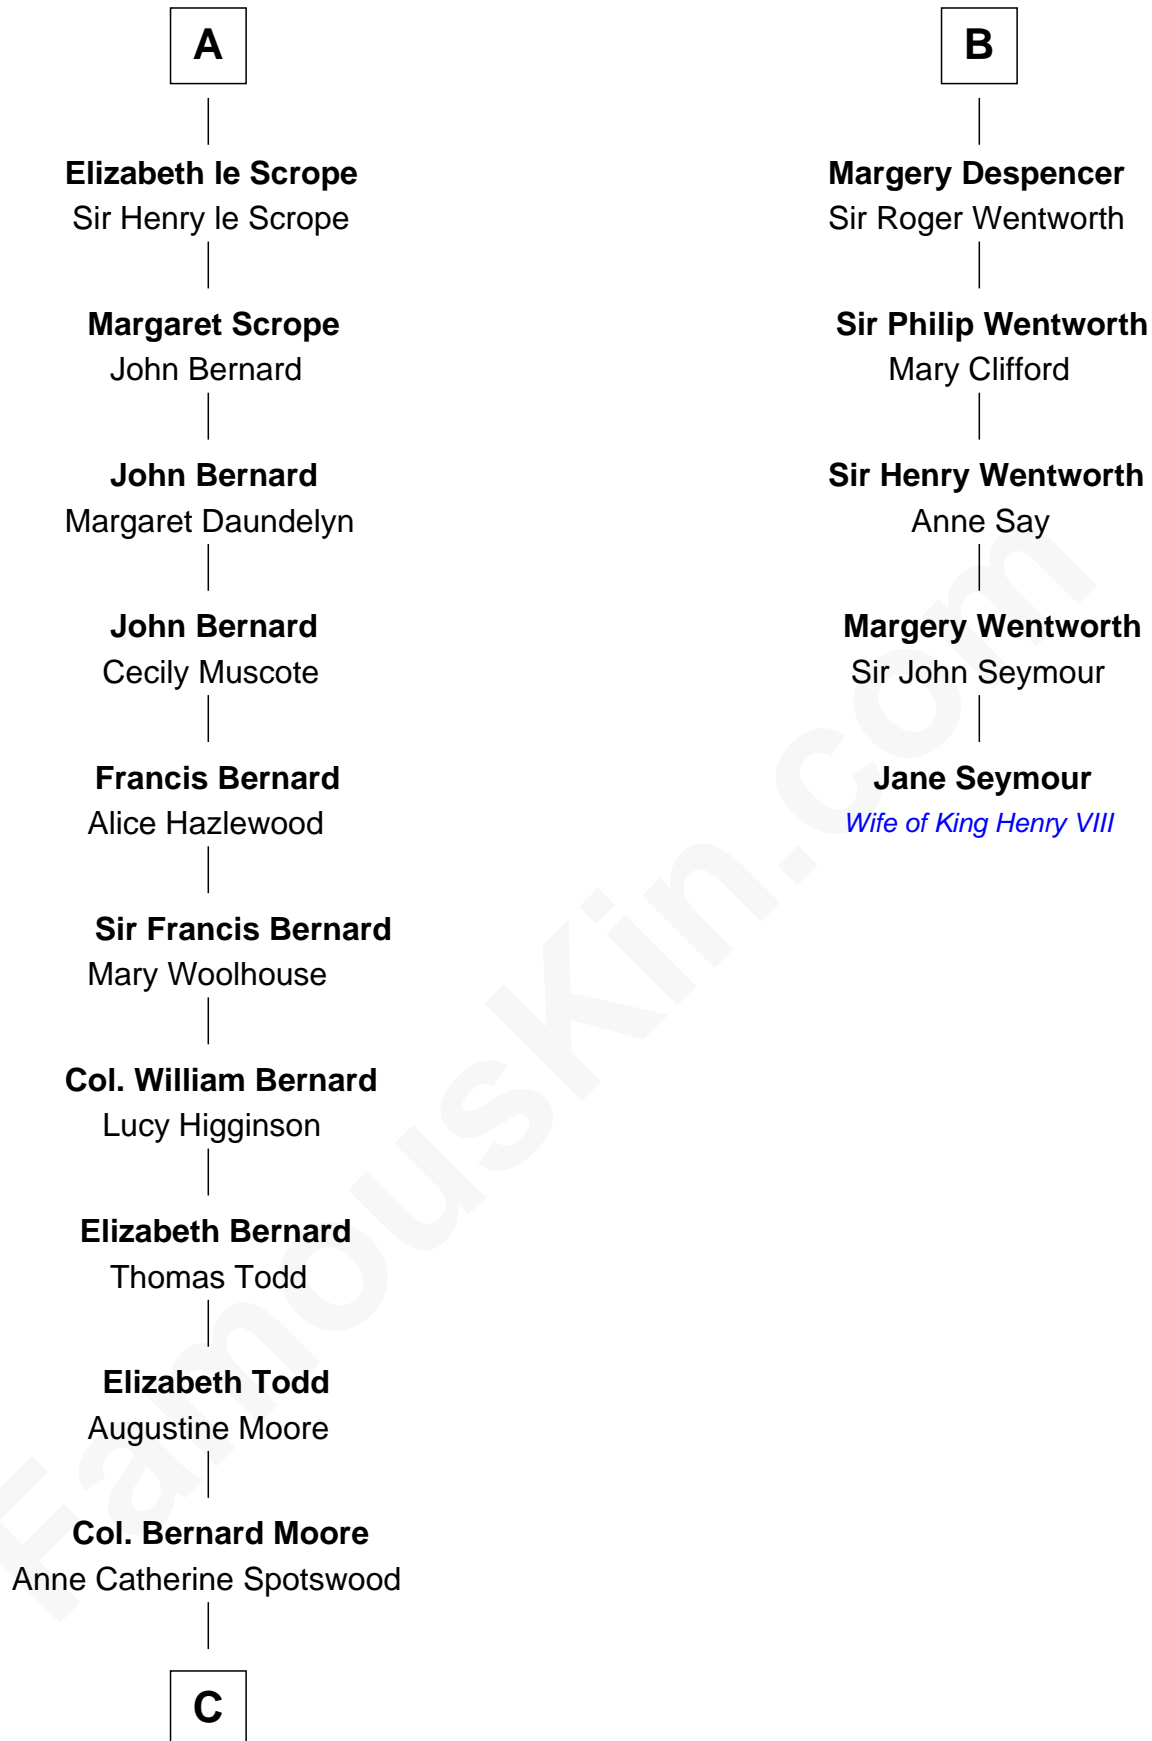 A
Elizabeth le Scrope
Sir Henry le Scrope
Margaret Scrope
John Bernard
John Bernard
Margaret Daundelyn
John Bernard
Cecily Muscote
Francis Bernard
Alice Hazlewood
Sir Francis Bernard
Mary Woolhouse
Col. William Bernard
Lucy Higginson
Elizabeth Bernard
Thomas Todd
Elizabeth Todd
Augustine Moore
Col. Bernard Moore
Anne Catherine Spotswood
C
B
Margery Despencer
Sir Roger Wentworth
Sir Philip Wentworth
Mary Clifford
Sir Henry Wentworth
Anne Say
Margery Wentworth
Sir John Seymour
Jane Seymour
Wife of King Henry VIII
FamousKin.com